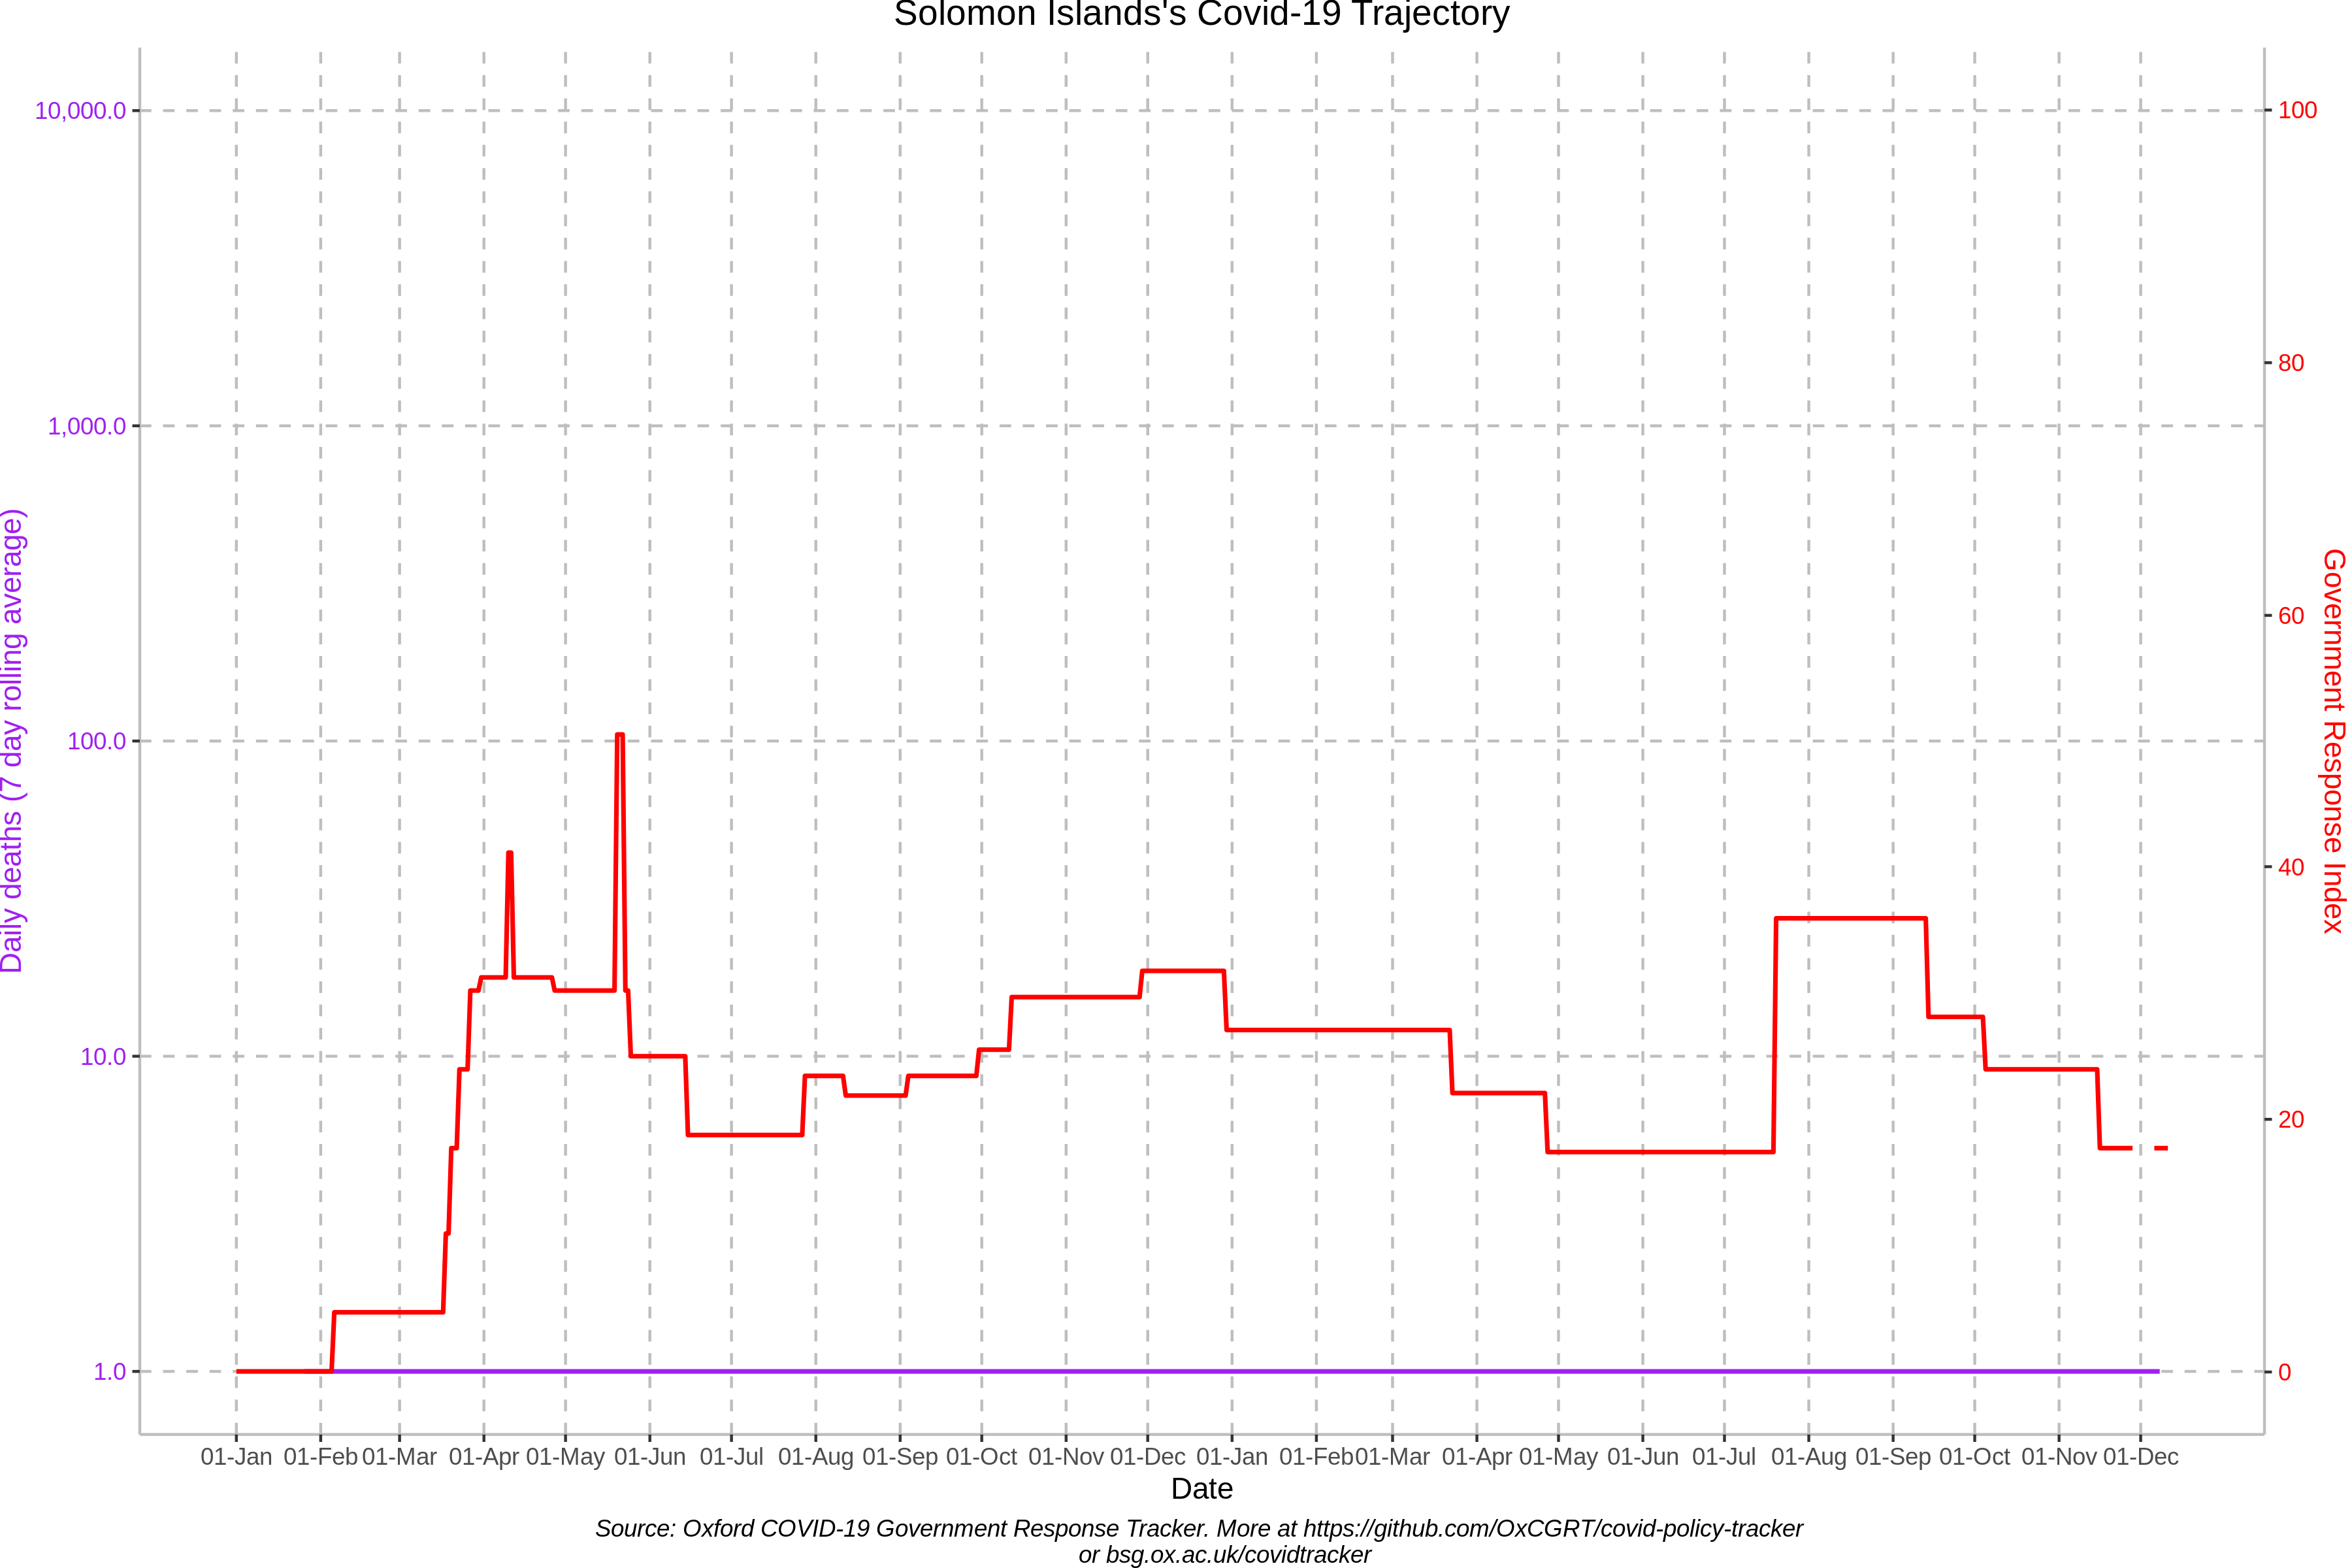 Solomon Islands's Covid-19 Trajectory
10,000.0
1,000.0
100.0
10.0
1.0
Daily deaths (7 day rolling average)
100
80
60
40
20
0
Government Response Index
01-Jan 01-Feb 01-Mar 01-Apr 01-May 01-Jun 01-Jul 01-Aug 01-Sep 01-Oct 01-Nov 01-Dec 01-Jan 01-Feb 01-Mar 01-Apr 01-May 01-Jun 01-Jul 01-Aug 01-Sep 01-Oct 01-Nov 01-Dec
Date
Source: Oxford COVID-19 Government Response Tracker. More at https://github.com/OxCGRT/covid-policy-tracker
or bsg.ox.ac.uk/covidtracker